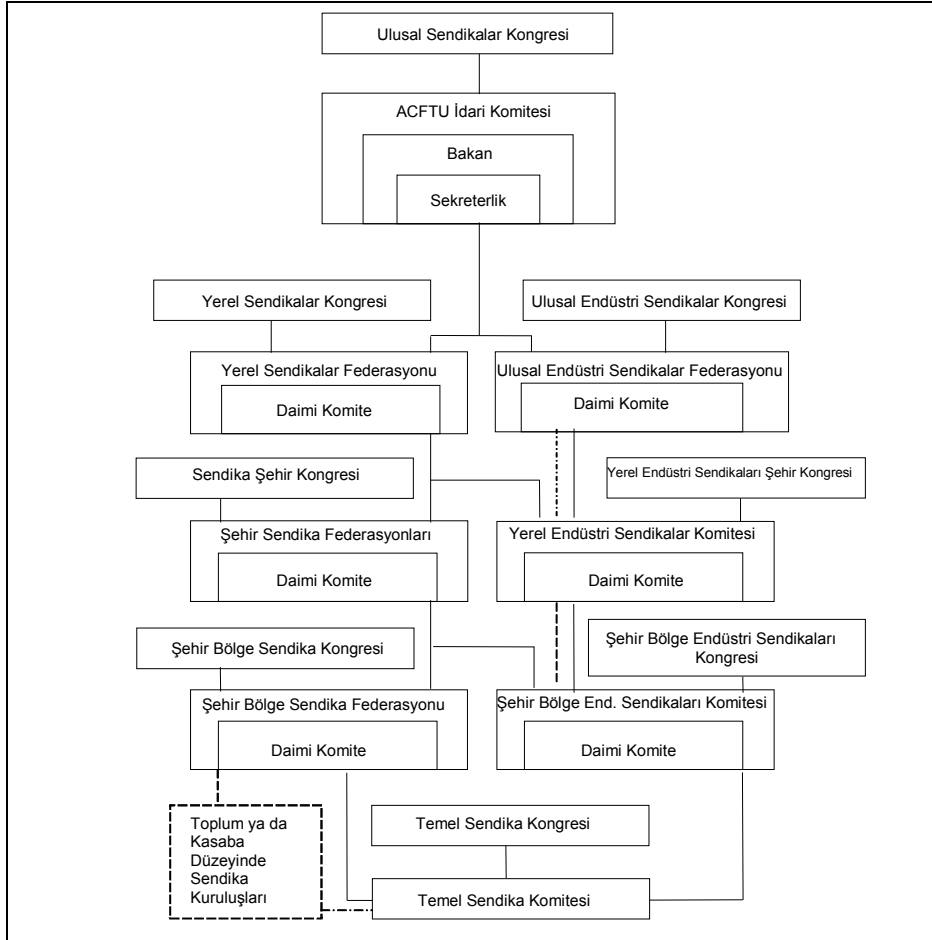 Ulusal Sendikalar Kongresi
ACFTU İdari Komitesi
Bakan
Sekreterlik
Yerel Sendikalar Kongresi
Ulusal Endüstri Sendikalar Kongresi
Yerel Sendikalar Federasyonu
Ulusal Endüstri Sendikalar Federasyonu
Daimi Komite
Daimi Komite
Sendika Şehir Kongresi
Yerel Endüstri Sendikaları Şehir Kongresi
Şehir Sendika Federasyonları
Yerel Endüstri Sendikalar Komitesi
Daimi Komite
Daimi Komite
Şehir Bölge Sendika Kongresi
Şehir Bölge Endüstri Sendikaları
Kongresi
Şehir Bölge Sendika Federasyonu
Şehir Bölge End. Sendikaları Komitesi
Daimi Komite
Daimi Komite
Toplum ya da
Kasaba
Düzeyinde
Sendika
Kuruluşları
Temel Sendika Kongresi
Temel Sendika Komitesi